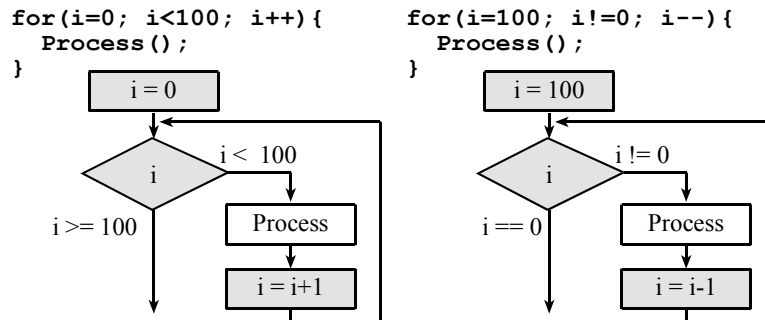 for(i=0; i<100; i++){
  Process();
}
i = 0
i
i < 100
i >= 100
Process
i = i+1
for(i=100; i!=0; i--){
  Process();
}
i = 100
i
i != 0
i == 0
Process
i = i-1